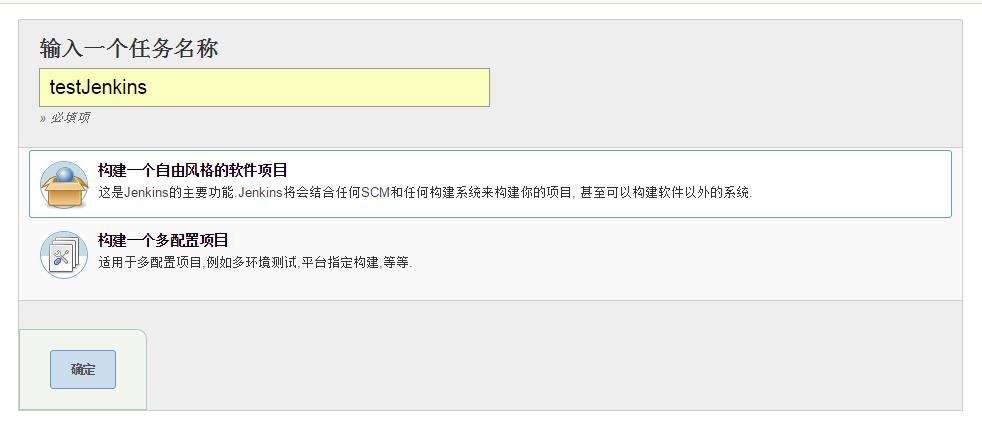 输入一个任务名称
testJenkins
» 必填项
构建一个自由风格的软件项目
这是Jenkins的主要功能.Jenkins将会结合任何SCM和任何构建系统来构建你的项目, 甚至可以构建软件以外的系统.
构建一个多配置项目
适用于多配置项目,例如多环境测试,平台指定构建,等等.
确定